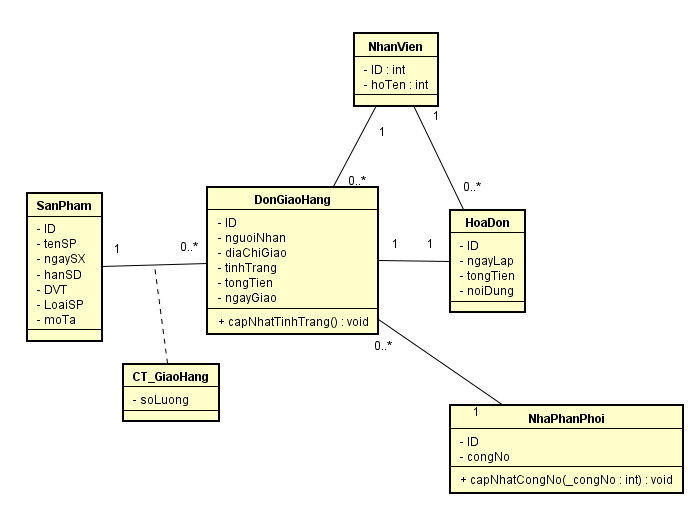 NhanVien
- ID : int
- hoTen : int
1
1
0..*
0..*
SanPham
- ID
- tenSP
- ngaySX
- hanSD
- DVT
- LoaiSP
- moTa
1
0..*
DonGiaoHang
- ID
- nguoiNhan
- diaChiGiao
- tinhTrang
- tongTien
- ngayGiao
+ capNhatTinhTrang() : void
1
1
HoaDon
- ID
- ngayLap
- tongTien
- noiDung
0..*
CT_GiaoHang
- soLuong
1
NhaPhanPhoi
- ID
- congNo
+ capNhatCongNo(_congNo : int) : void